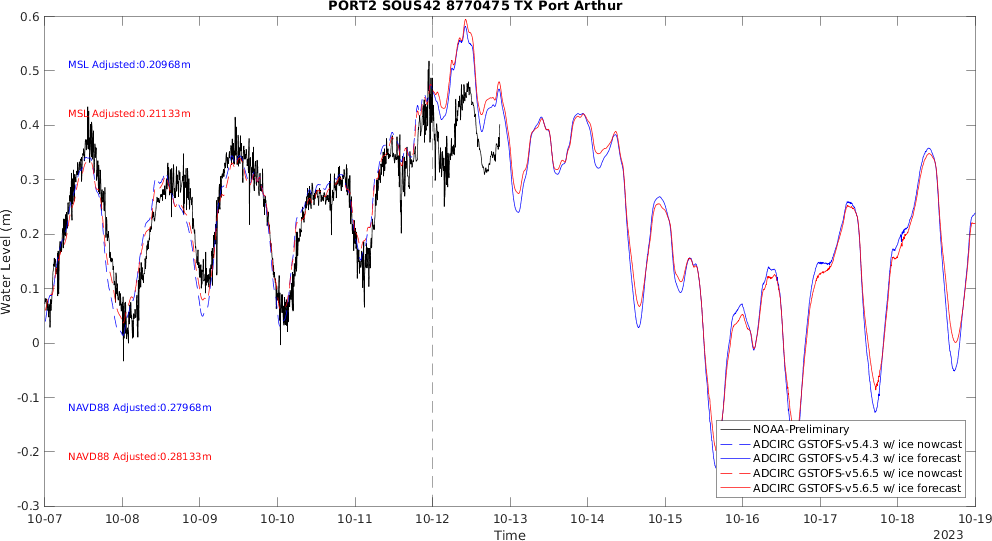 PORT2 SOUS42 8770475 TX Port Arthur
0.6
0.5
0.4
0.3
0.2
0.1
0
-0.1
-0.2
-0.3
Water Level (m)
MSL Adjusted:0.20968m
MSL Adjusted:0.21133m
NAVD88 Adjusted:0.27968m
NAVD88 Adjusted:0.28133m
NOAA-Preliminary
ADCIRC GSTOFS-v5.4.3 w/ ice nowcast
ADCIRC GSTOFS-v5.4.3 w/ ice forecast
ADCIRC GSTOFS-v5.6.5 w/ ice nowcast
ADCIRC GSTOFS-v5.6.5 w/ ice forecast
10-07 10-08 10-09 10-10 10-11 10-12 10-13 10-14 10-15 10-16 10-17 10-18 10-19
Time
2023